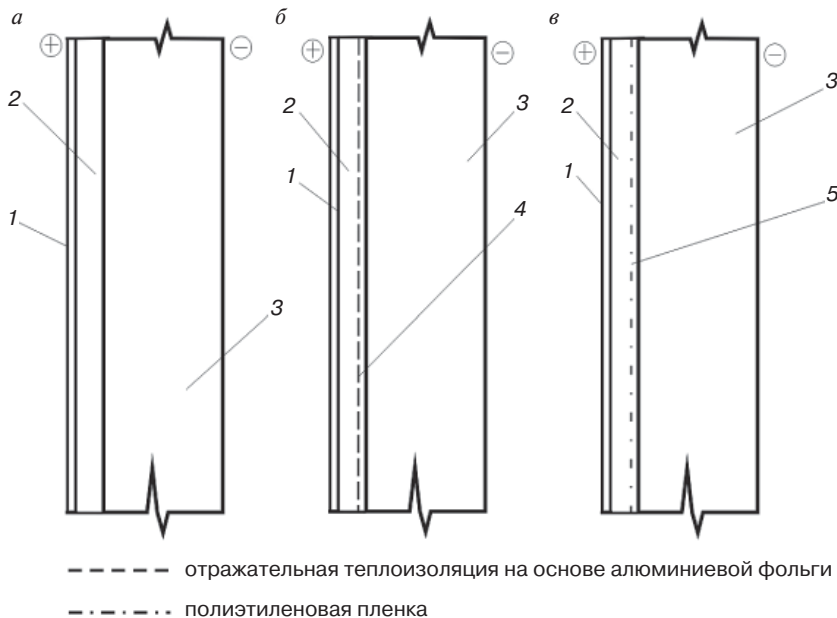 а б в
+ − + − + −
2 1 3
2 1 3 4
2 1 3 5
отражательная теплоизоляция на основе алюминиевой фольги
полиэтиленовая пленка